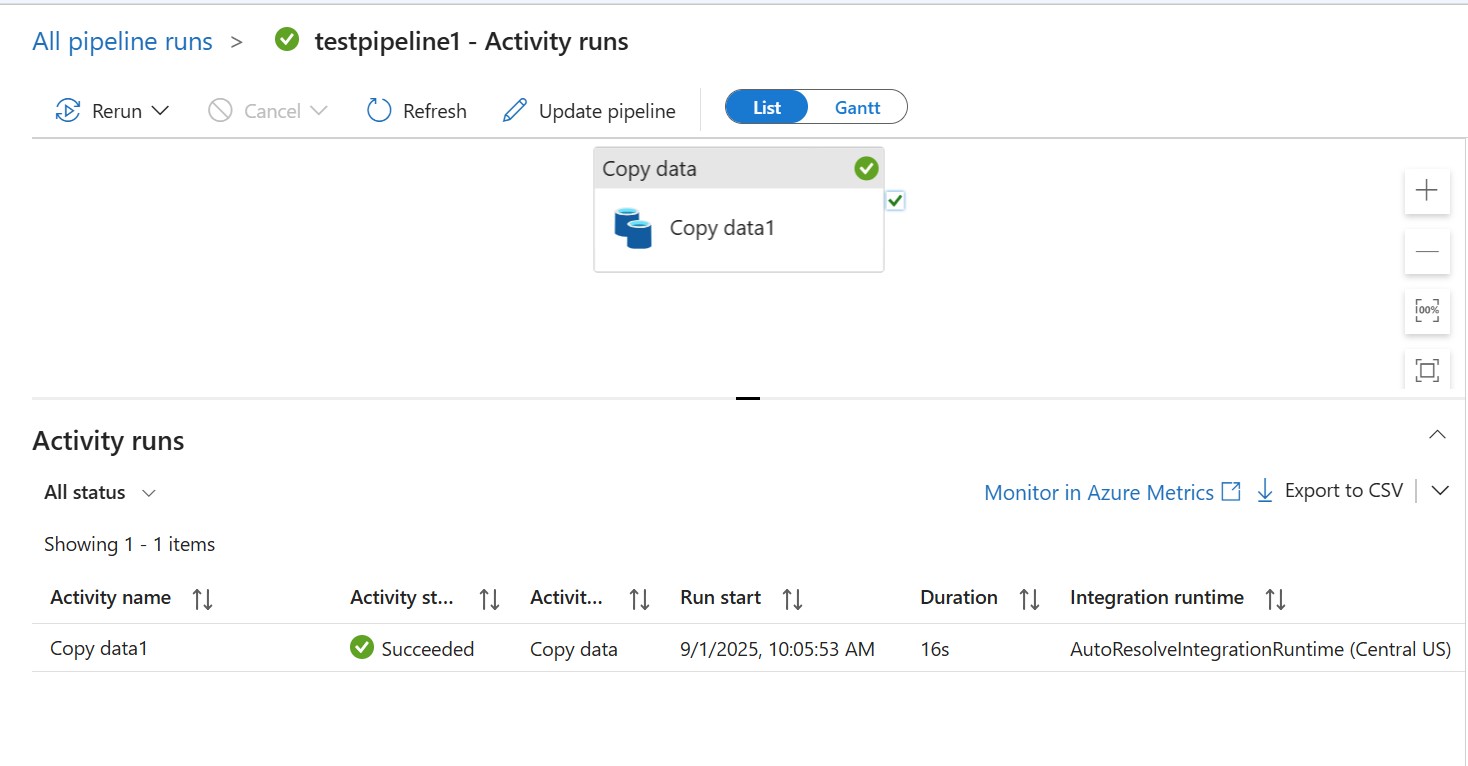 All pipeline runs > testpipeline1 - Activity runs
Rerun Cancel Refresh Update pipeline List Gantt
Copy data
Copy data1
100%
Activity runs
All status Monitor in Azure Metrics Export to CSV
Showing 1 - 1 items
Activity name Activity st... Activit... Run start Duration Integration runtime
Copy data1 Succeeded Copy data 9/1/2025, 10:05:53 AM 16s AutoResolveIntegrationRuntime (Central US)